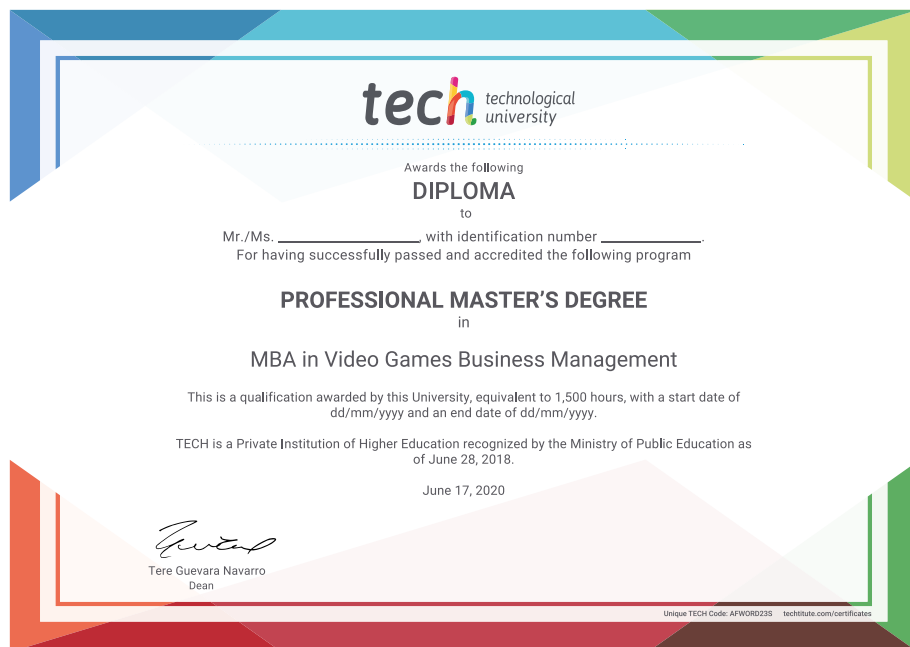 tech technological
university
Awards the following
DIPLOMA
to
Mr./Ms. ____________________, with identification number ______________.
For having successfully passed and accredited the following program
PROFESSIONAL MASTER'S DEGREE
in
MBA in Video Games Business Management
This is a qualification awarded by this University, equivalent to 1,500 hours, with a start date of
dd/mm/yyyy and an end date of dd/mm/yyyy.
TECH is a Private Institution of Higher Education recognized by the Ministry of Public Education as
of June 28, 2018.
June 17, 2020
Tere Guevara Navarro
Dean
Unique TECH Code: AFWORD23S techtitute.com/certificates